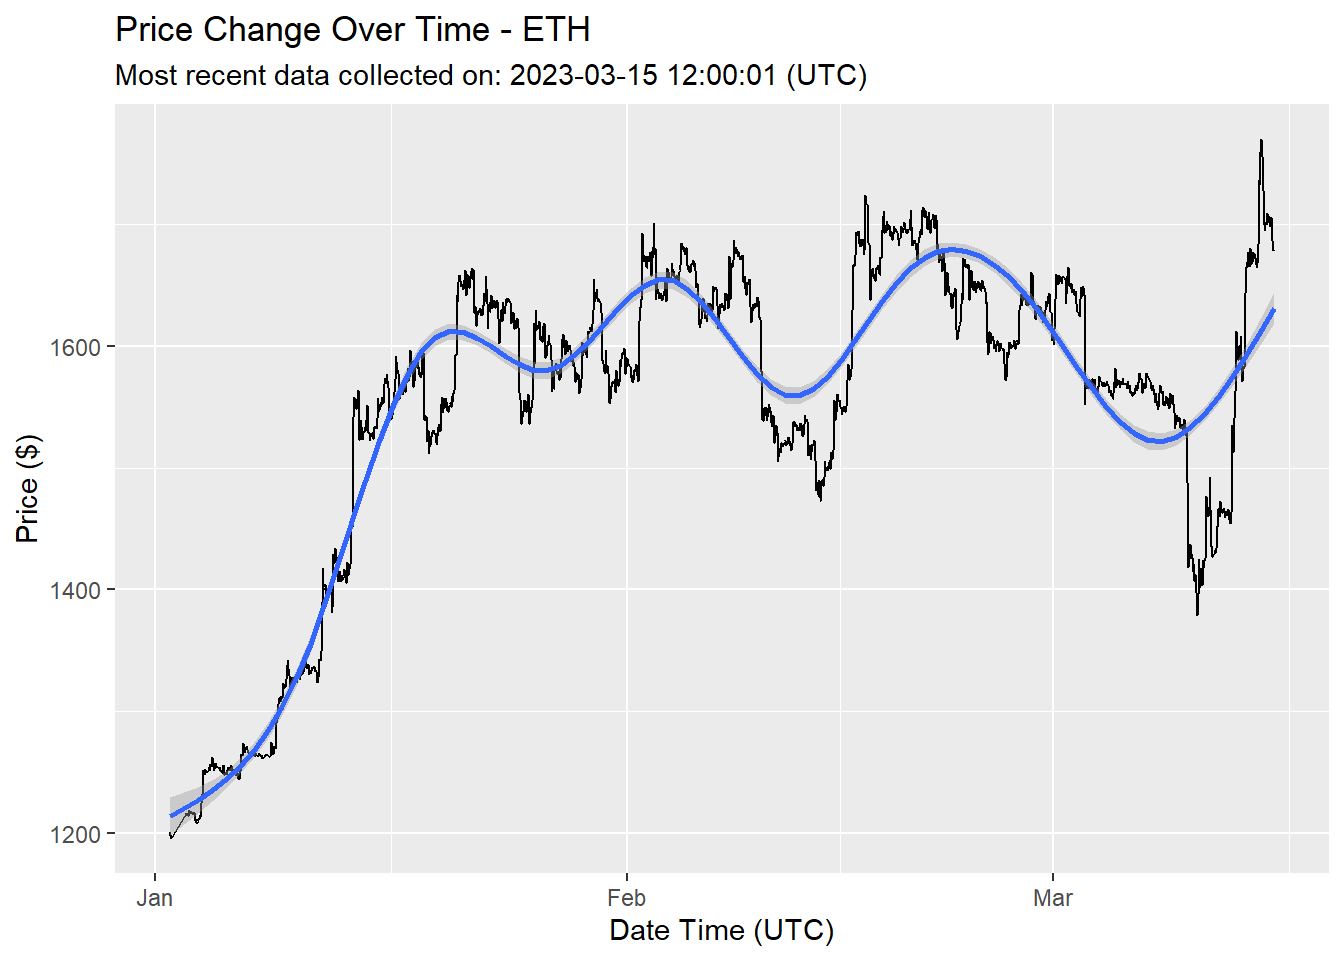 Price Change Over Time - ETH
Most recent data collected on: 2023-03-15 12:00:01 (UTC)
Price ($)
1600
1400
1200
Jan Feb Mar
Date Time (UTC)